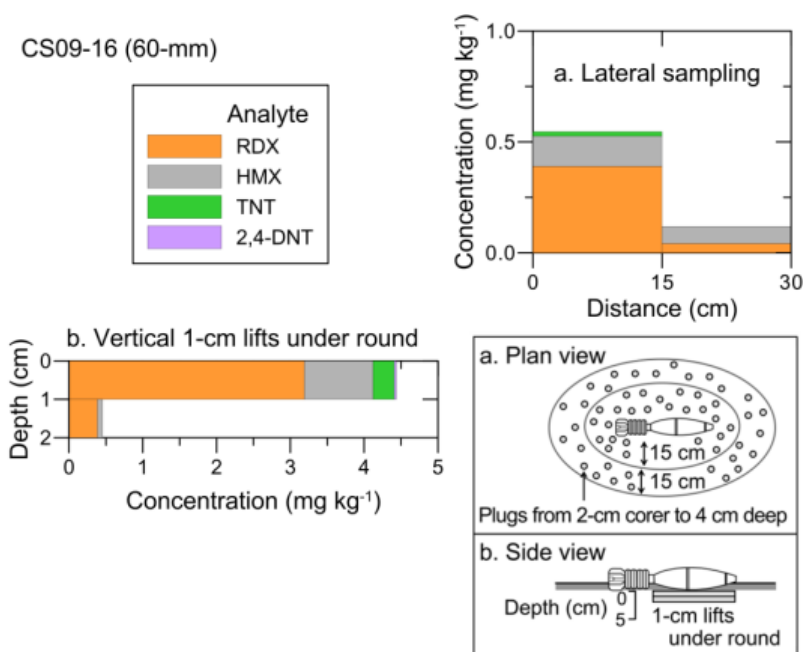 CS09-16 (60-mm)
Analyte
RDX
HMX
TNT
2,4-DNT
a. Lateral sampling
Concentration (mg kg-1)
1.0
0.5
0.0
0
15
30
Distance (cm)
b. Vertical 1-cm lifts under round
Depth (cm)
0
1
2
0
1
2
3
4
5
Concentration (mg kg-1)
a. Plan view
15 cm
15 cm
Plugs from 2-cm corer to 4 cm deep
b. Side view
Depth (cm)
0
5
1-cm lifts
under round